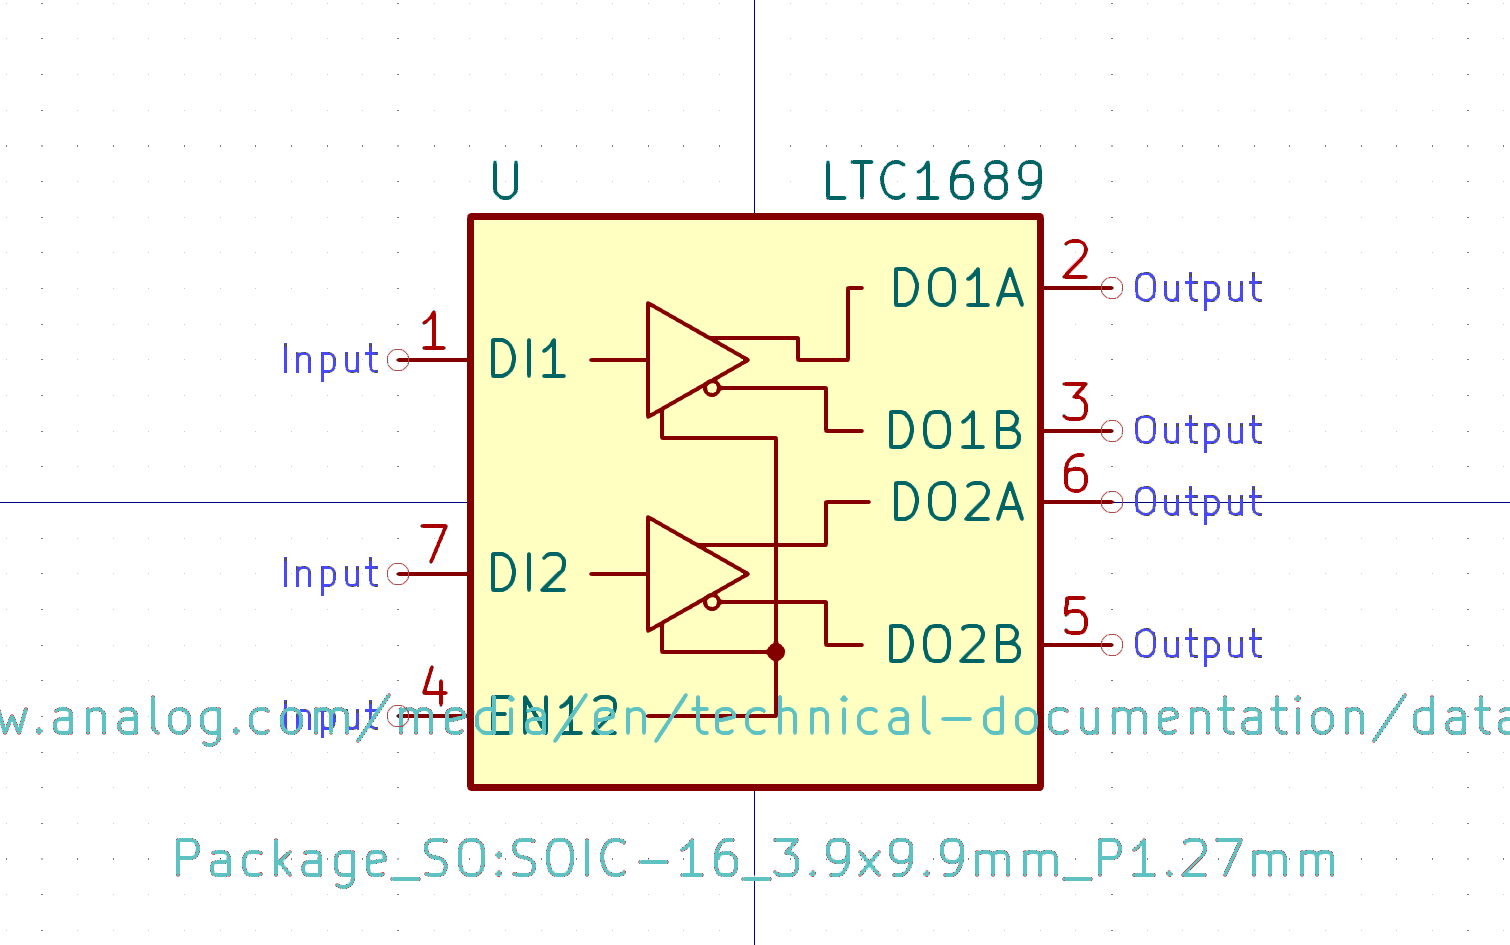 U LTC1689
2 Output
DO1A
1
Input DI1
3 Output
DO1B
6 Output
DO2A
7
Input DI2
5 Output
DO2B
4
Input EN12
w.analog.com/media/en/technical-documentation/data
Package_SO:SOIC-16_3.9x9.9mm_P1.27mm